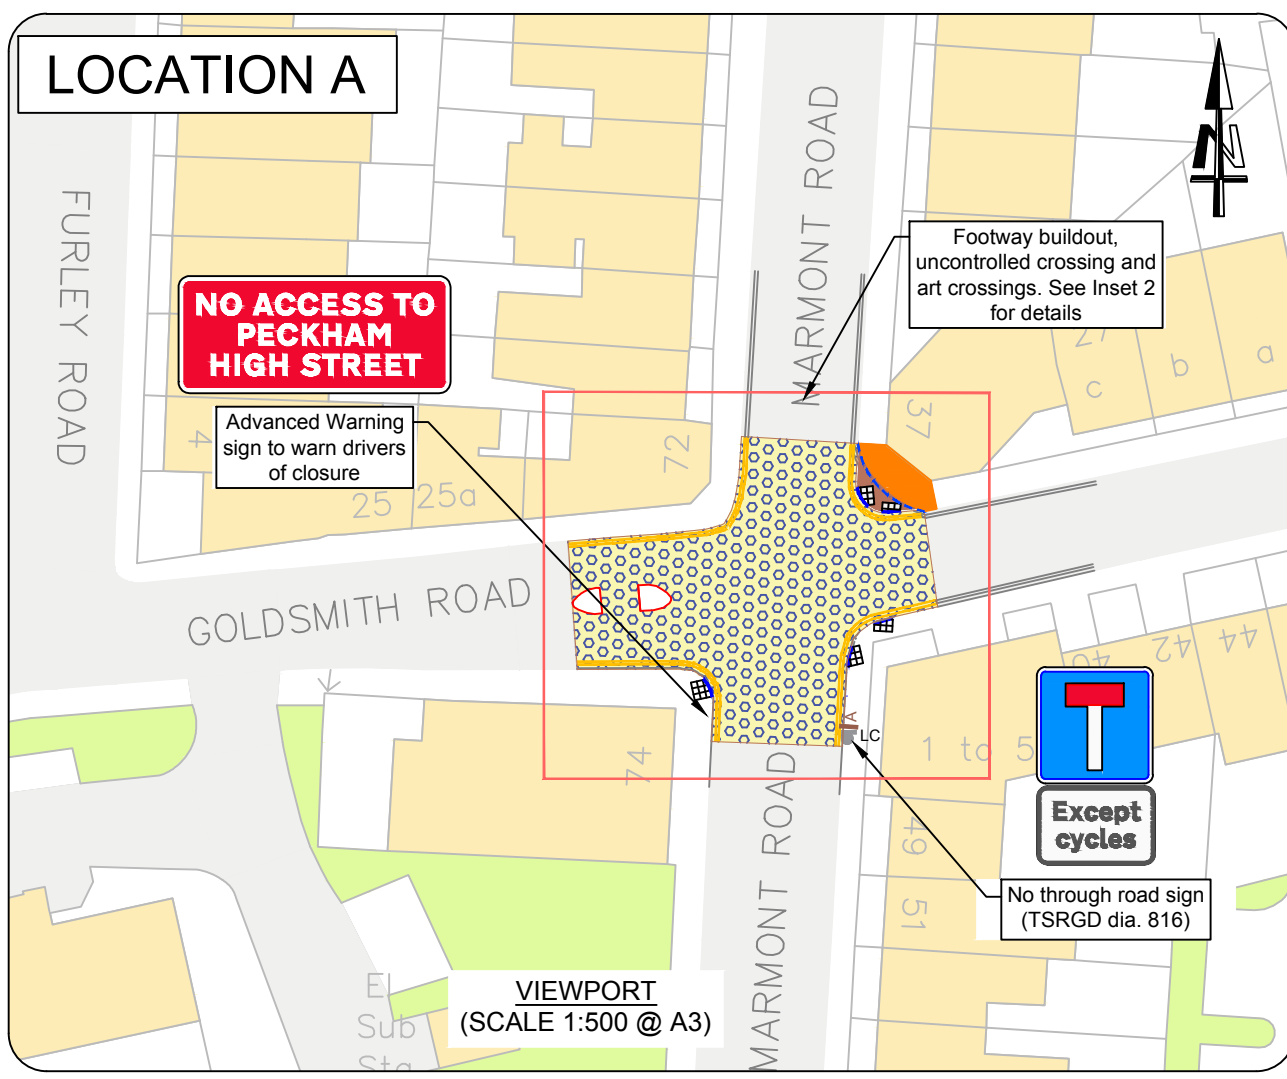 LOCATION A
N
FURLEY ROAD
MARMONT ROAD
Footway buildout,
uncontrolled crossing and
art crossings. See Inset 2
for details
NO ACCESS TO
PECKHAM
HIGH STREET
Advanced Warning
sign to warn drivers
of closure
27
c
b
a
37
4
25
25a
72
GOLDSMITH ROAD
40
42
44
74
A
LC
1 to 5
Except
cycles
No through road sign
(TSRGD dia. 816)
49
51
MARMONT ROAD
El
Sub
Sta
VIEWPORT
(SCALE 1:500 @ A3)